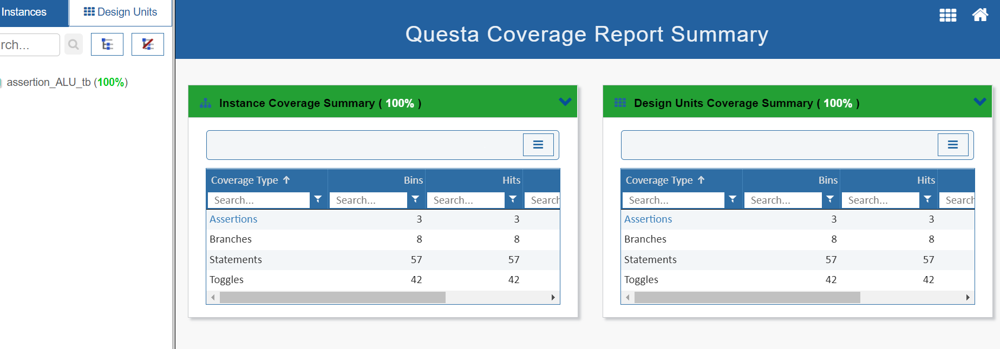 Instances
Design Units
rch...
assertion_ALU_tb (100%)
Questa Coverage Report Summary
Instance Coverage Summary ( 100% )
Coverage Type Bins Hits
Search... Search... Search... Search
Assertions 3 3
Branches 8 8
Statements 57 57
Toggles 42 42
Design Units Coverage Summary ( 100% )
Coverage Type Bins Hits
Search... Search... Search... Search
Assertions 3 3
Branches 8 8
Statements 57 57
Toggles 42 42